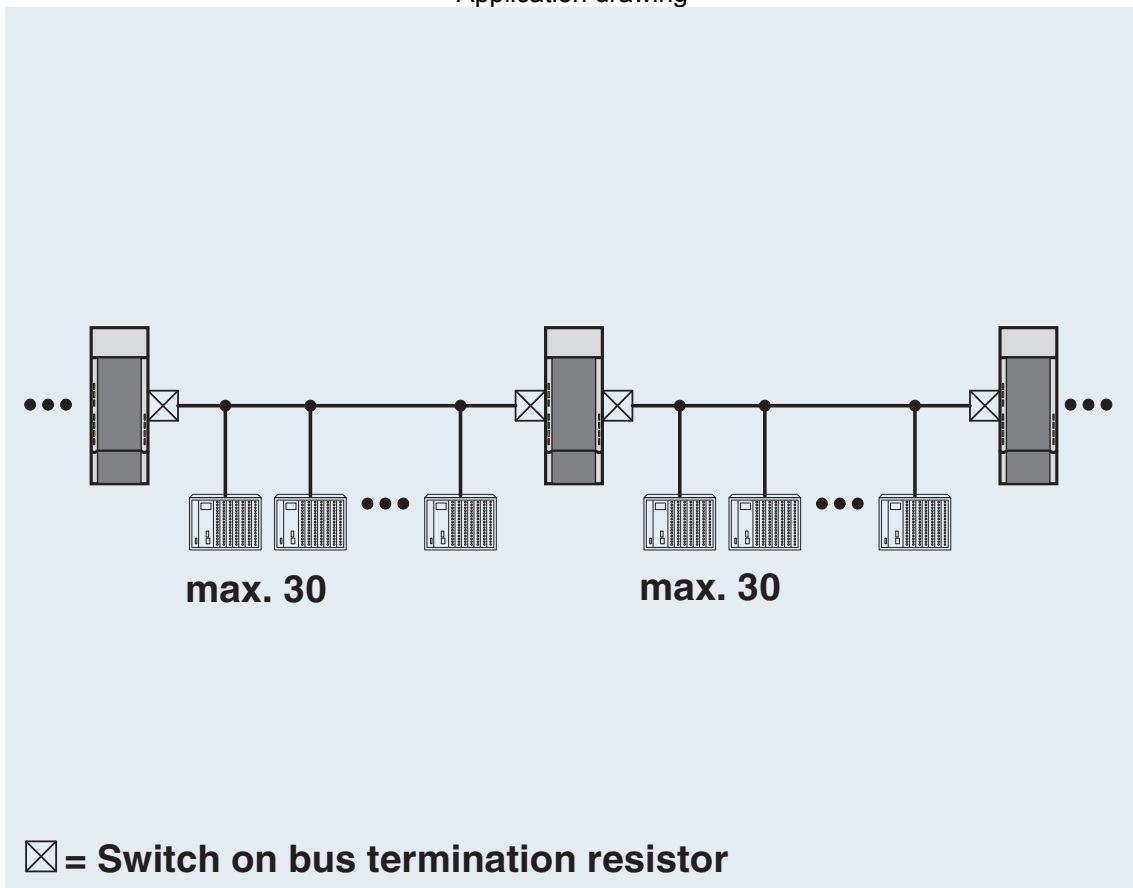 Application drawing
max. 30
max. 30
= Switch on bus termination resistor